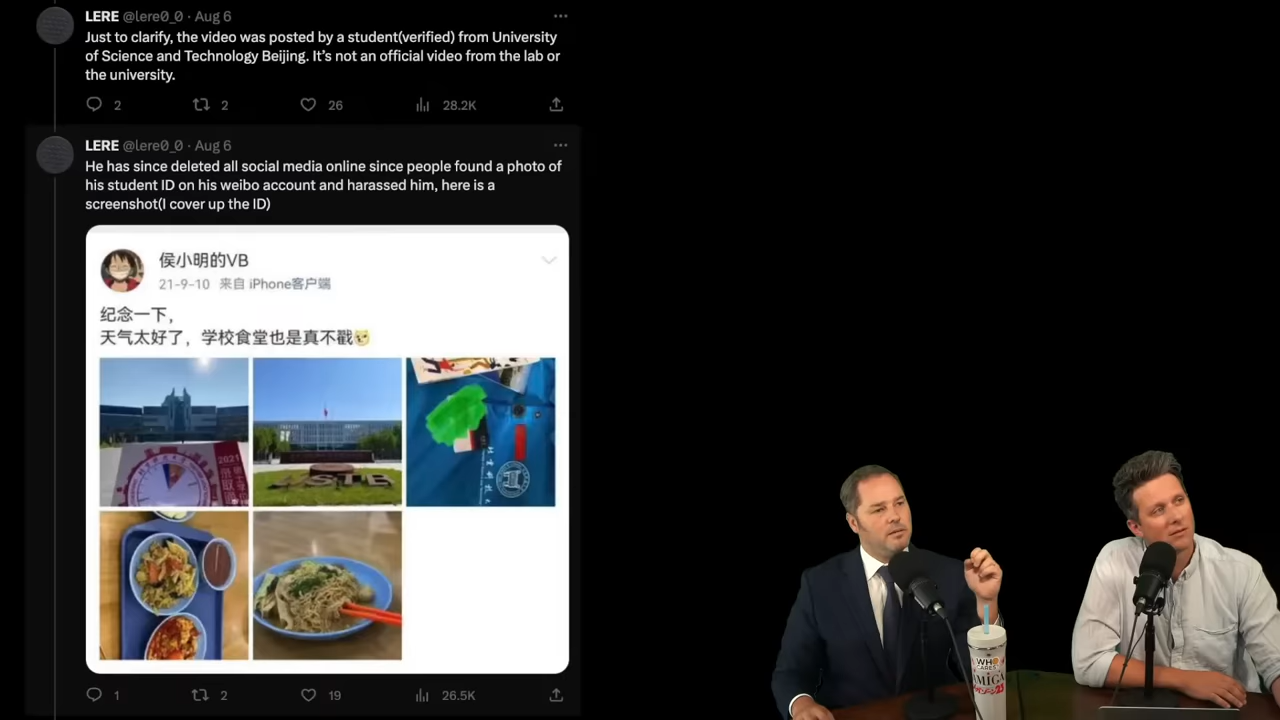 LERE @lere0_0 · Aug 6
Just to clarify, the video was posted by a student(verified) from University
of Science and Technology Beijing. It's not an official video from the lab or
the university.
2 2 26 28.2K
LERE @lere0_0 · Aug 6
He has since deleted all social media online since people found a photo of
his student ID on his weibo account and harassed him, here is a
screenshot(I cover up the ID)
侯小明的VB
21-9-10 来自 iPhone客户端
纪念一下，
天气太好了，学校食堂也是真不戳
2021
USTB
1 2 19 26.5K
WHO
CARES
AMIGA